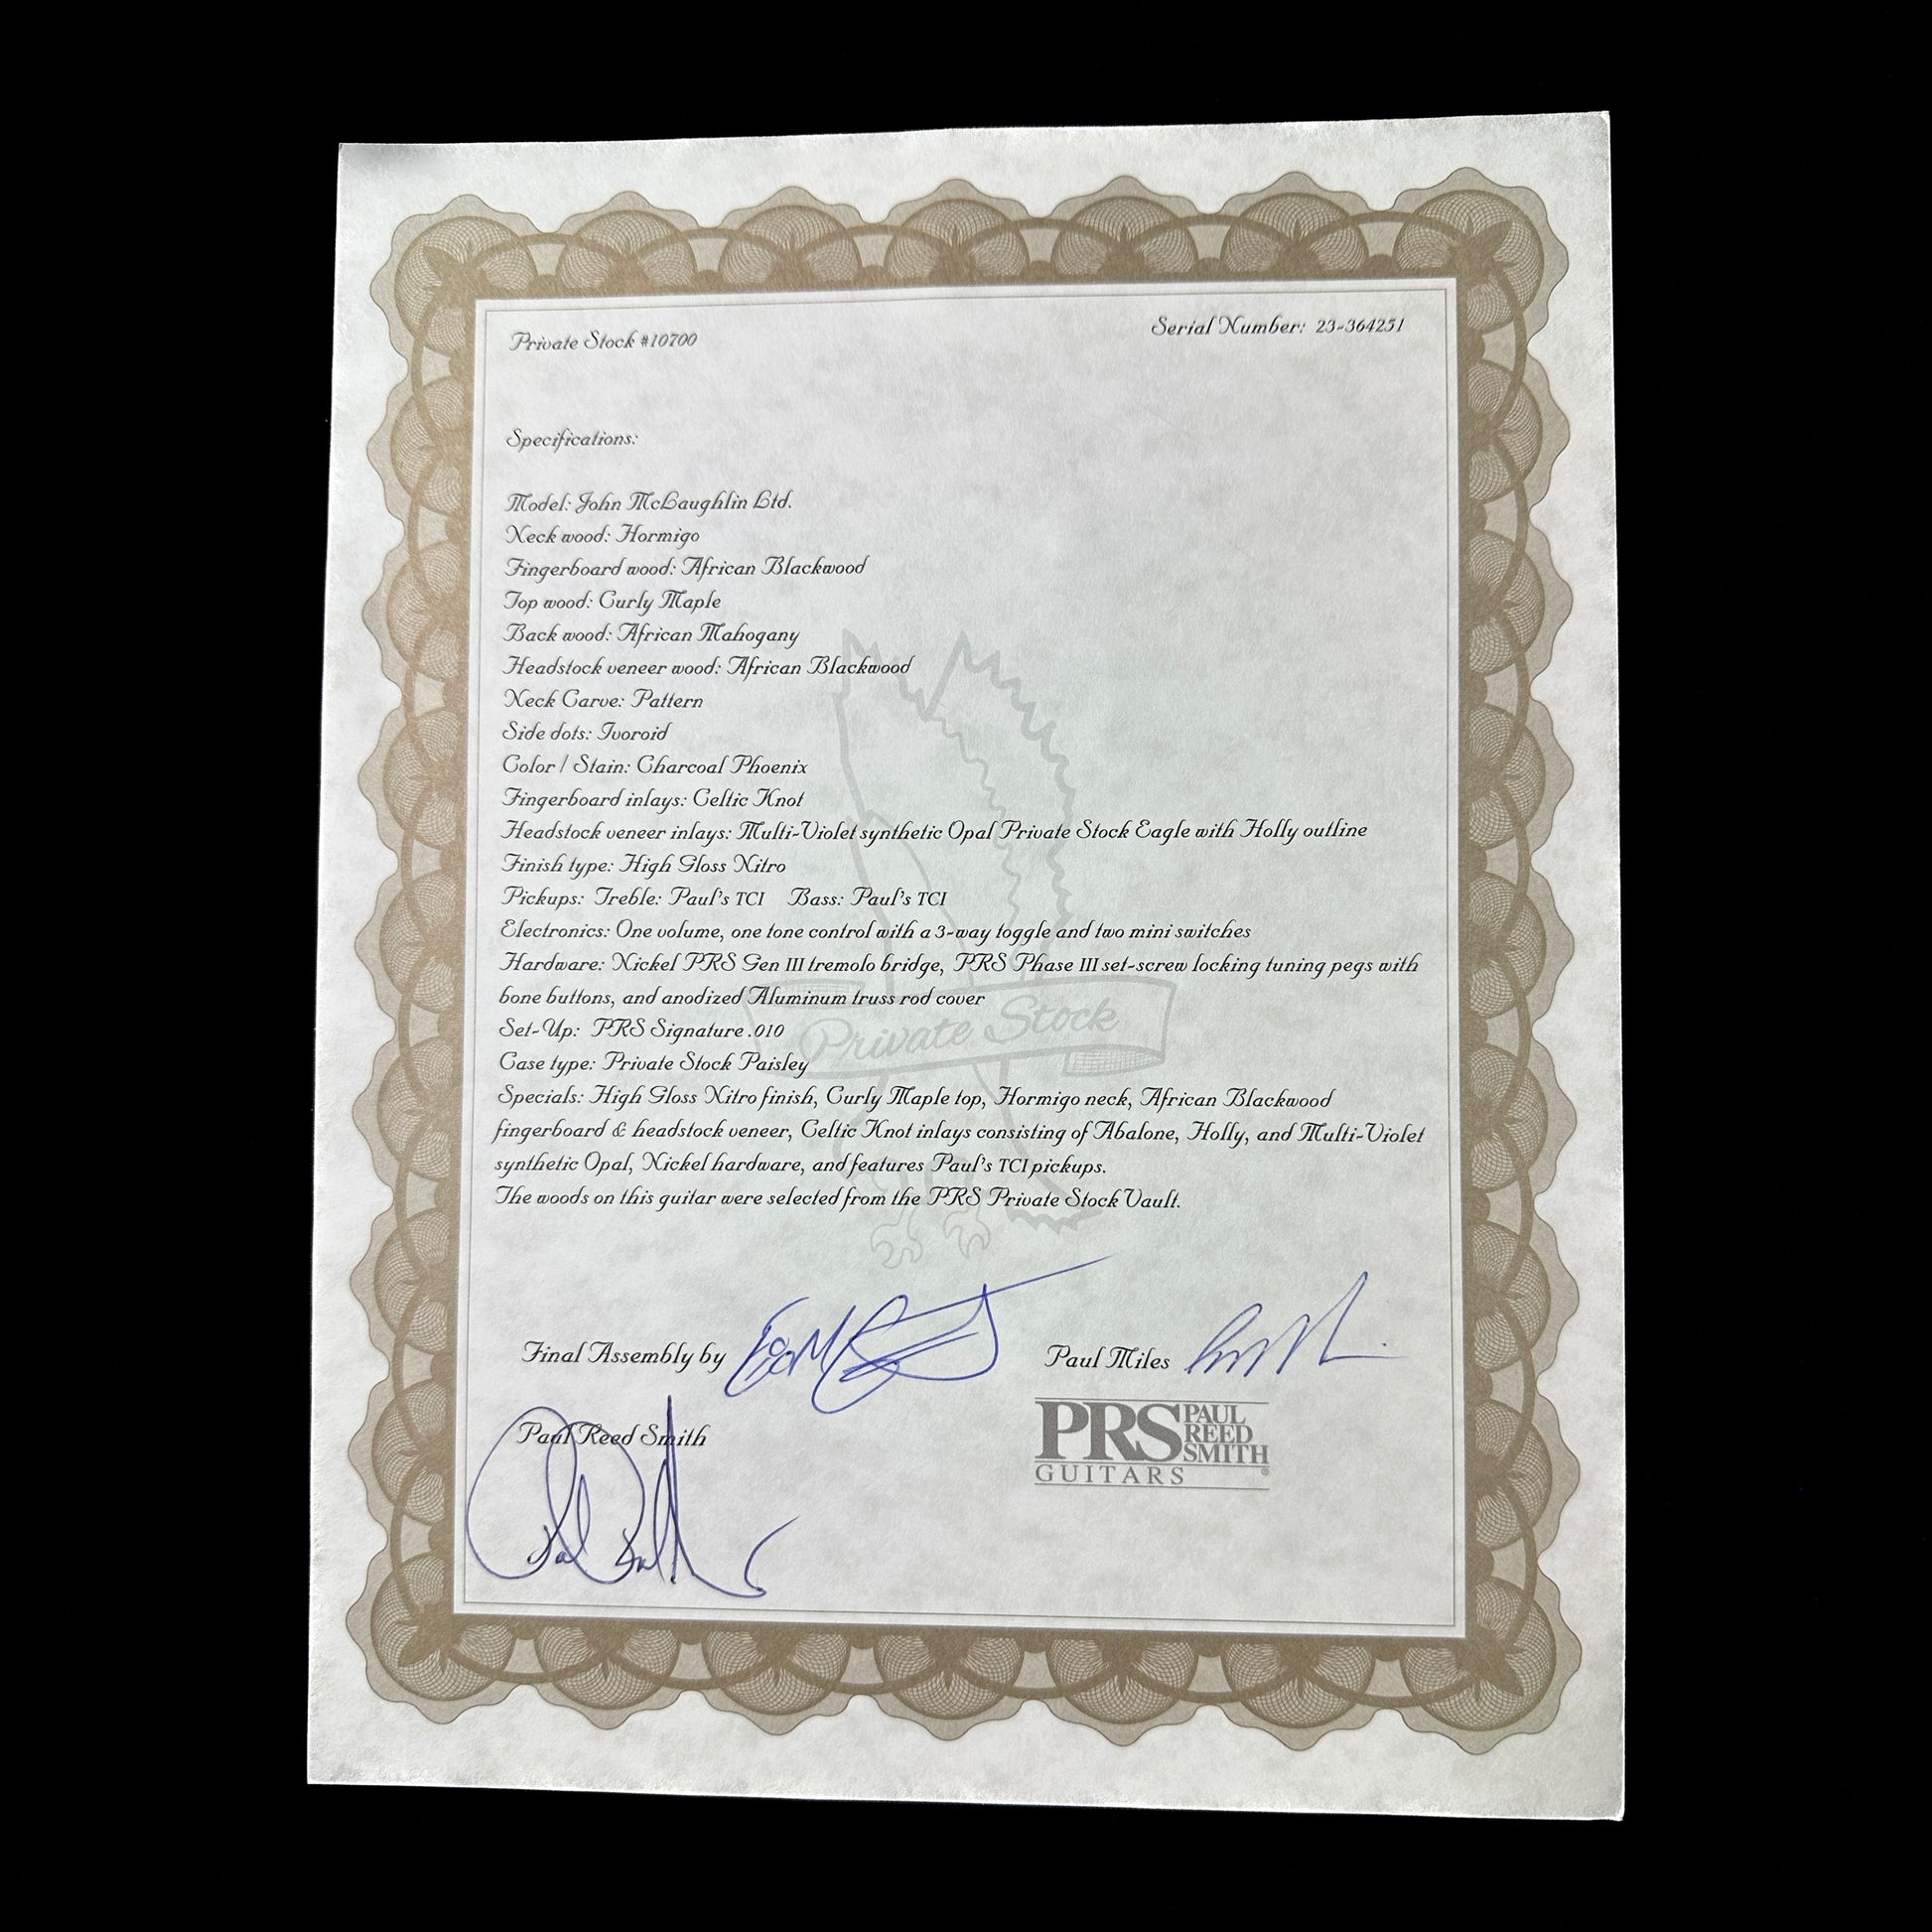 Private Stock #10700
Serial Number: 23-364251
Specifications:
Model: John McLaughlin Ltd.
Neck wood: Hormigo
Fingerboard wood: African Blackwood
Top wood: Curly Maple
Back wood: African Mahogany
Headstock veneer wood: African Blackwood
Neck Carve: Pattern
Side dots: Ivoroid
Color / Stain: Charcoal Phoenix
Fingerboard inlays: Celtic Knot
Headstock veneer inlays: Multi-Violet synthetic Opal Private Stock Eagle with Holly outline
Finish type: High Gloss Nitro
Pickups: Treble: Paul's TCI Bass: Paul's TCI
Electronics: One volume, one tone control with a 3-way toggle and two mini switches
Hardware: Nickel PRS Gen III tremolo bridge, PRS Phase III set-screw locking tuning pegs with
bone buttons, and anodized Aluminum truss rod cover
Private Stock
Set-Up: PRS Signature .010
Case type: Private Stock Paisley
Specials: High Gloss Nitro finish, Curly Maple top, Hormigo neck, African Blackwood
fingerboard & headstock veneer, Celtic Knot inlays consisting of Abalone, Holly, and Multi-Violet
synthetic Opal, Nickel hardware, and features Paul's TCI pickups.
The woods on this guitar were selected from the PRS Private Stock Vault.
Final Assembly by
Paul Miles
Paul Reed Smith
PRS PAUL
REED
SMITH
GUITARS ®